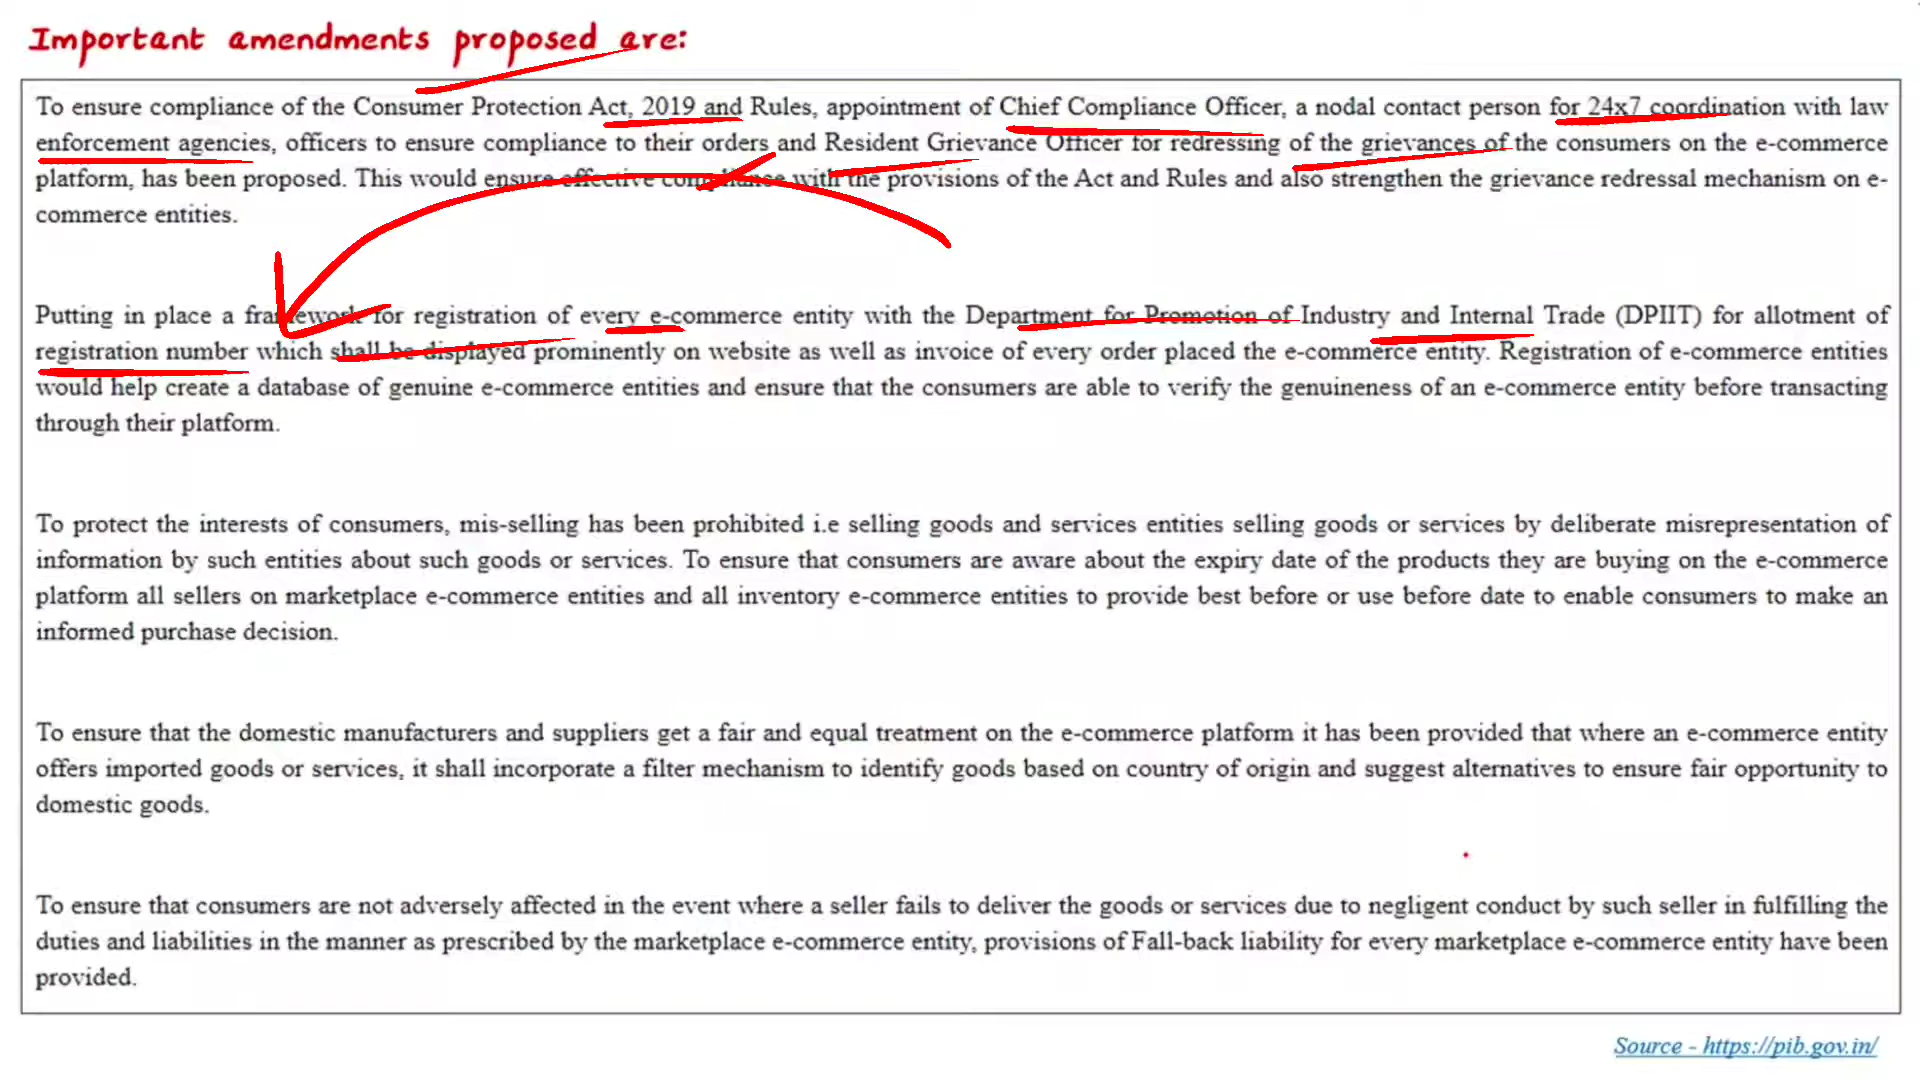 Important amendments proposed are:
To ensure compliance of the Consumer Protection Act, 2019 and Rules, appointment of Chief Compliance Officer, a nodal contact person for 24x7 coordination with law
enforcement agencies, officers to ensure compliance to their orders and Resident Grievance Officer for redressing of the grievances of the consumers on the e-commerce
platform, has been proposed. This would ensure effective compliance with the provisions of the Act and Rules and also strengthen the grievance redressal mechanism on e-
commerce entities.
Putting in place a framework for registration of every e-commerce entity with the Department for Promotion of Industry and Internal Trade (DPIIT) for allotment of
registration number which shall be displayed prominently on website as well as invoice of every order placed the e-commerce entity. Registration of e-commerce entities
would help create a database of genuine e-commerce entities and ensure that the consumers are able to verify the genuineness of an e-commerce entity before transacting
through their platform.
To protect the interests of consumers, mis-selling has been prohibited i.e selling goods and services entities selling goods or services by deliberate misrepresentation of
information by such entities about such goods or services. To ensure that consumers are aware about the expiry date of the products they are buying on the e-commerce
platform all sellers on marketplace e-commerce entities and all inventory e-commerce entities to provide best before or use before date to enable consumers to make an
informed purchase decision.
To ensure that the domestic manufacturers and suppliers get a fair and equal treatment on the e-commerce platform it has been provided that where an e-commerce entity
offers imported goods or services, it shall incorporate a filter mechanism to identify goods based on country of origin and suggest alternatives to ensure fair opportunity to
domestic goods.
To ensure that consumers are not adversely affected in the event where a seller fails to deliver the goods or services due to negligent conduct by such seller in fulfilling the
duties and liabilities in the manner as prescribed by the marketplace e-commerce entity, provisions of Fall-back liability for every marketplace e-commerce entity have been
provided.
Source - https://pib.gov.in/